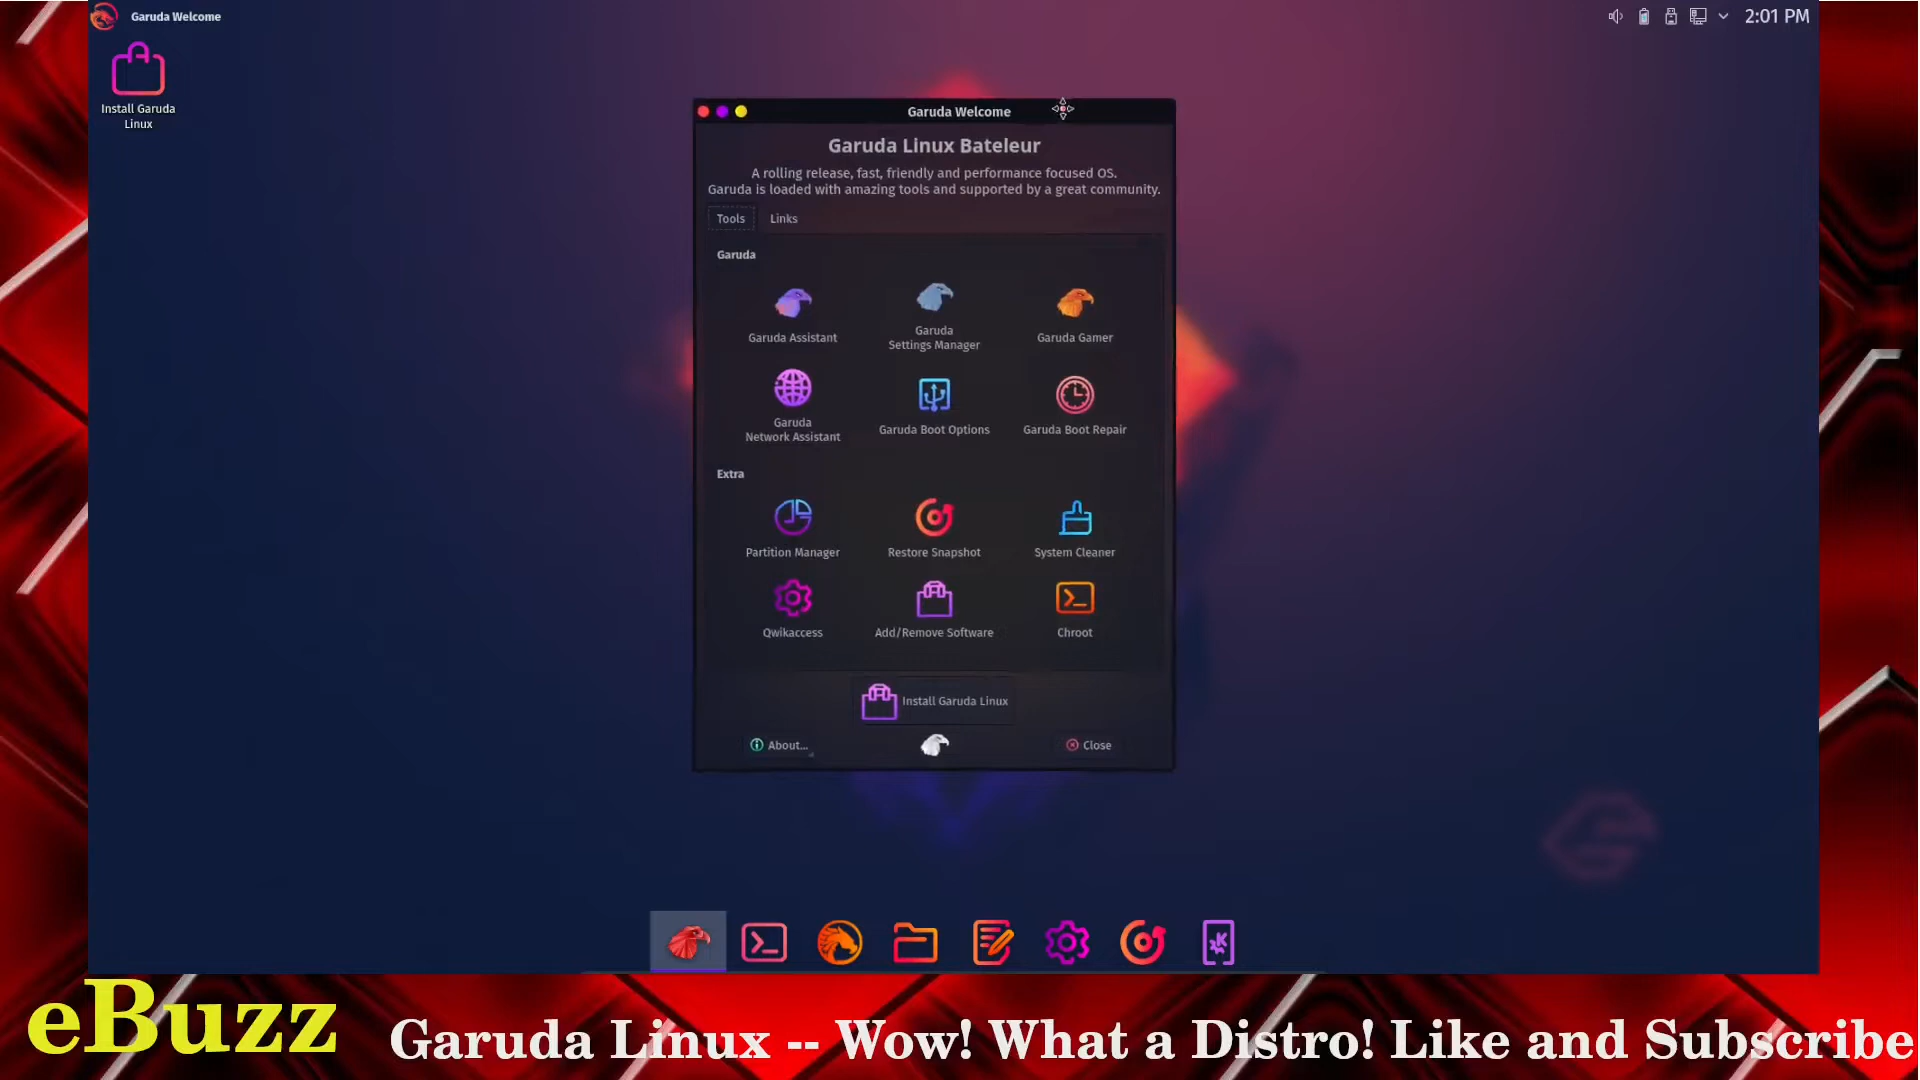 Garuda Welcome
2:01 PM
Install Garuda
Linux
Garuda Welcome
Garuda Linux Bateleur
A rolling release, fast, friendly and performance focused OS.
Garuda is loaded with amazing tools and supported by a great community.
Tools Links
Garuda
Garuda Assistant
Garuda
Settings Manager
Garuda Gamer
Garuda
Network Assistant
Garuda Boot Options
Garuda Boot Repair
Extra
Partition Manager
Restore Snapshot
System Cleaner
Qwikaccess
Add/Remove Software
Chroot
Install Garuda Linux
About...
Close
eBuzz
Garuda Linux -- Wow! What a Distro! Like and Subscribe